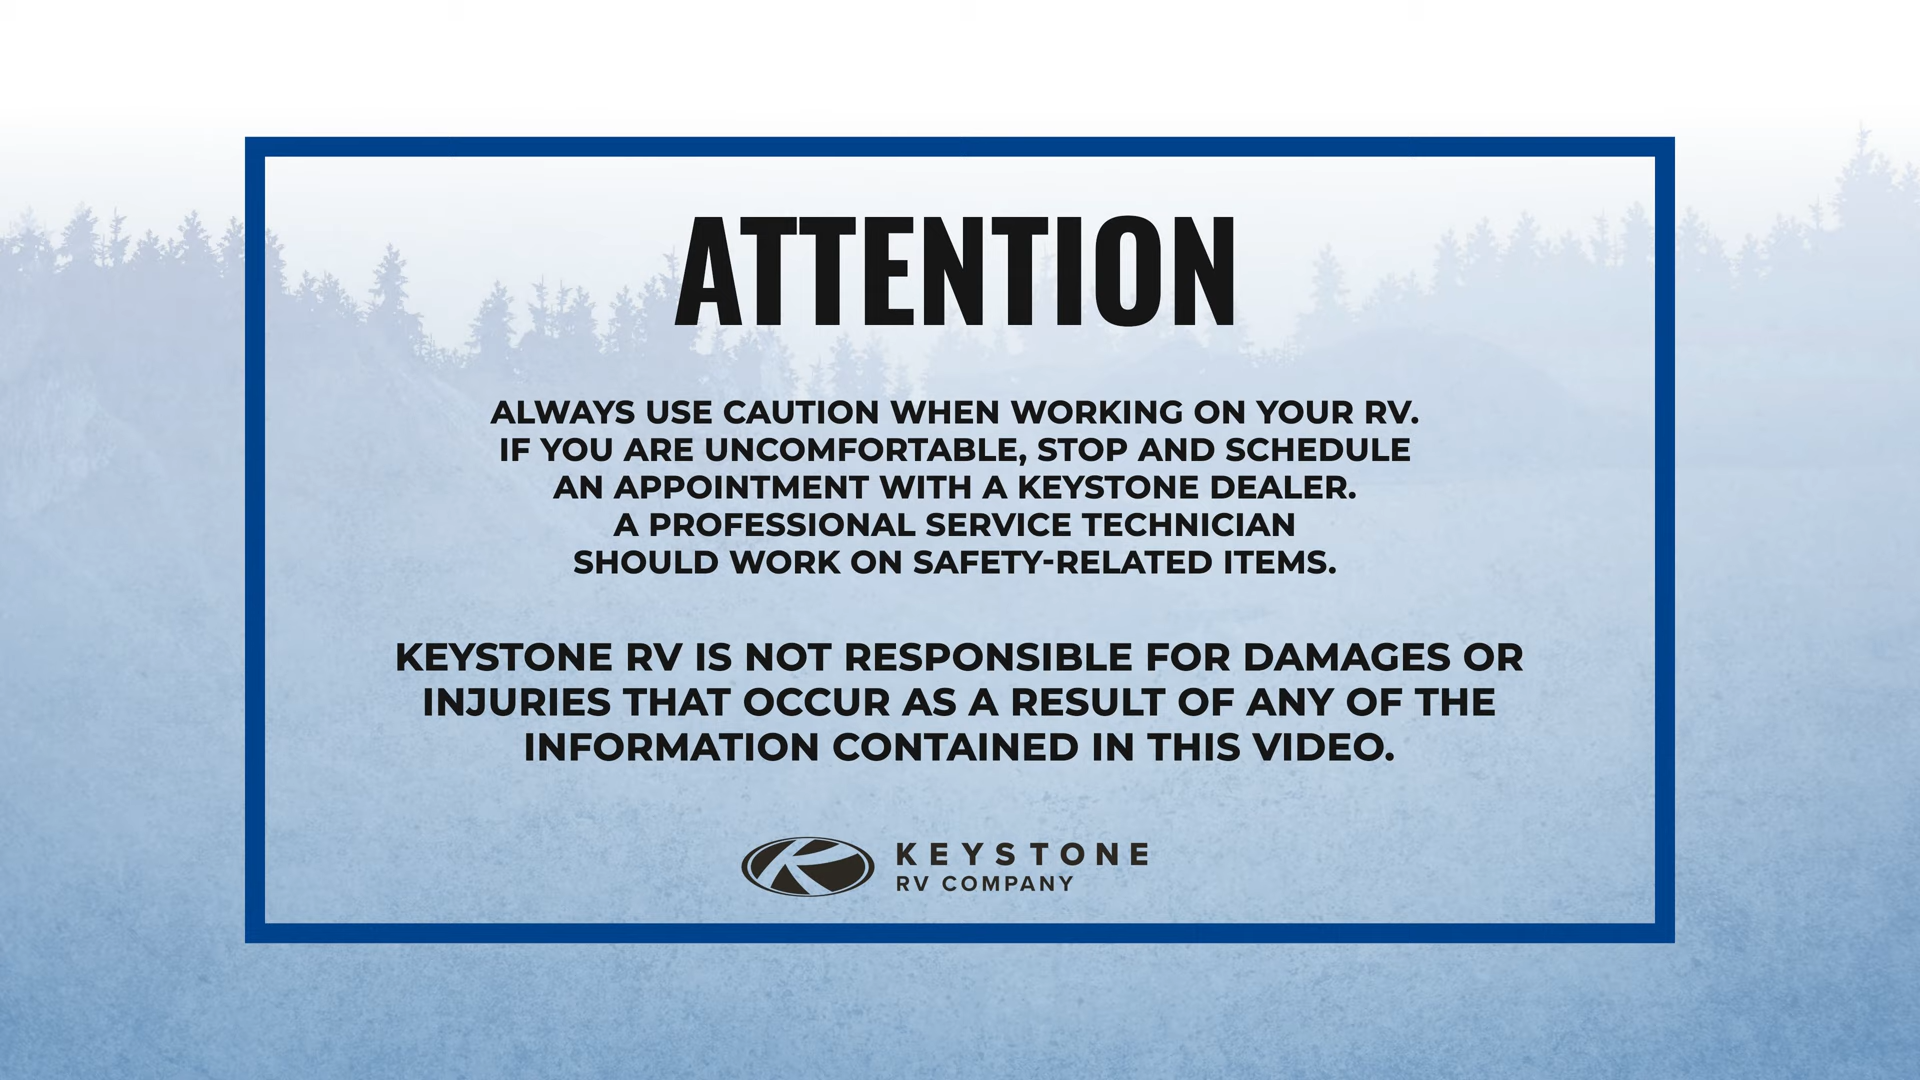 ATTENTION
ALWAYS USE CAUTION WHEN WORKING ON YOUR RV.
IF YOU ARE UNCOMFORTABLE, STOP AND SCHEDULE
AN APPOINTMENT WITH A KEYSTONE DEALER.
A PROFESSIONAL SERVICE TECHNICIAN
SHOULD WORK ON SAFETY-RELATED ITEMS.
KEYSTONE RV IS NOT RESPONSIBLE FOR DAMAGES OR
INJURIES THAT OCCUR AS A RESULT OF ANY OF THE
INFORMATION CONTAINED IN THIS VIDEO.
KEYSTONE
RV COMPANY